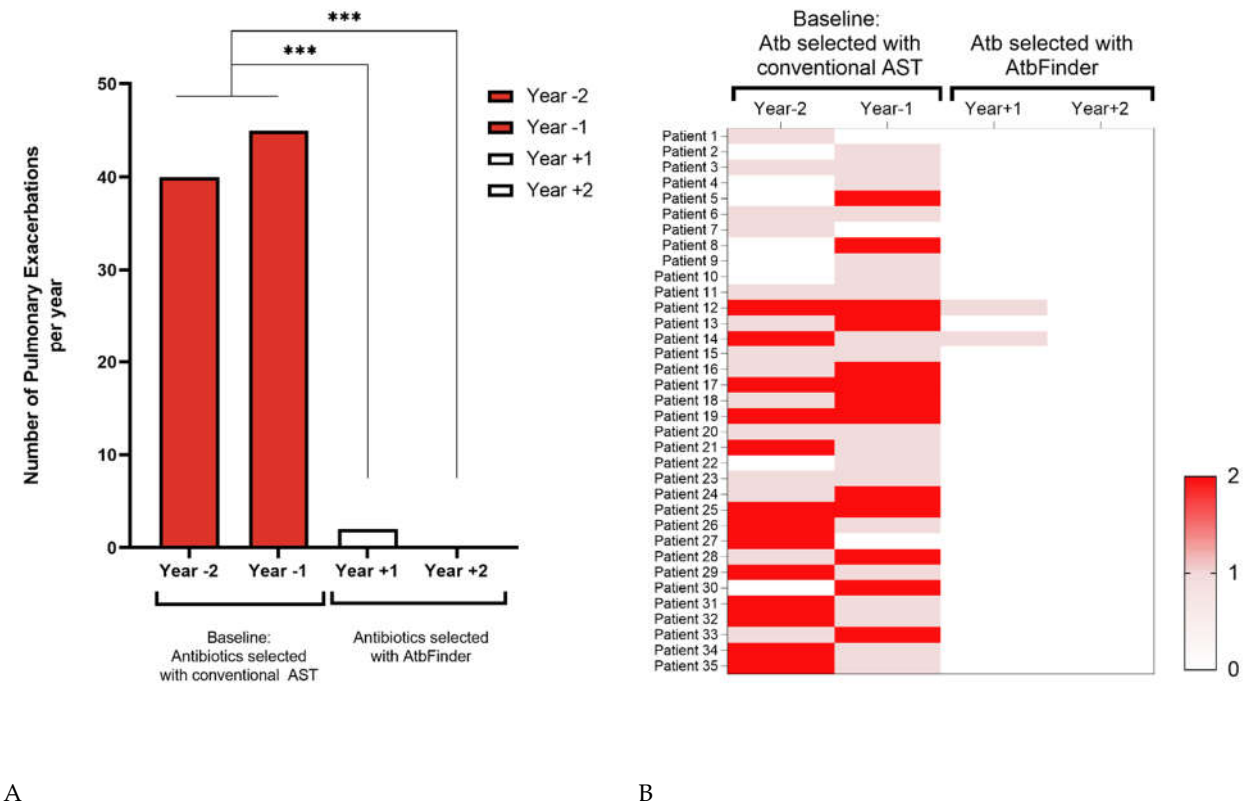 ***
***
50
40
30
20
10
0
Number of Pulmonary Exacerbations
per year
Year -2
Year -1
Year +1
Year +2
Year -2
Year -1
Year +1
Year +2
Baseline:
Antibiotics selected
with conventional AST
Antibiotics selected
with AtbFinder
A
Baseline:
Atb selected with
conventional AST
Atb selected with
AtbFinder
Year-2
Year-1
Year+1
Year+2
Patient 1
Patient 2
Patient 3
Patient 4
Patient 5
Patient 6
Patient 7
Patient 8
Patient 9
Patient 10
Patient 11
Patient 12
Patient 13
Patient 14
Patient 15
Patient 16
Patient 17
Patient 18
Patient 19
Patient 20
Patient 21
Patient 22
Patient 23
Patient 24
Patient 25
Patient 26
Patient 27
Patient 28
Patient 29
Patient 30
Patient 31
Patient 32
Patient 33
Patient 34
Patient 35
2
1
0
B